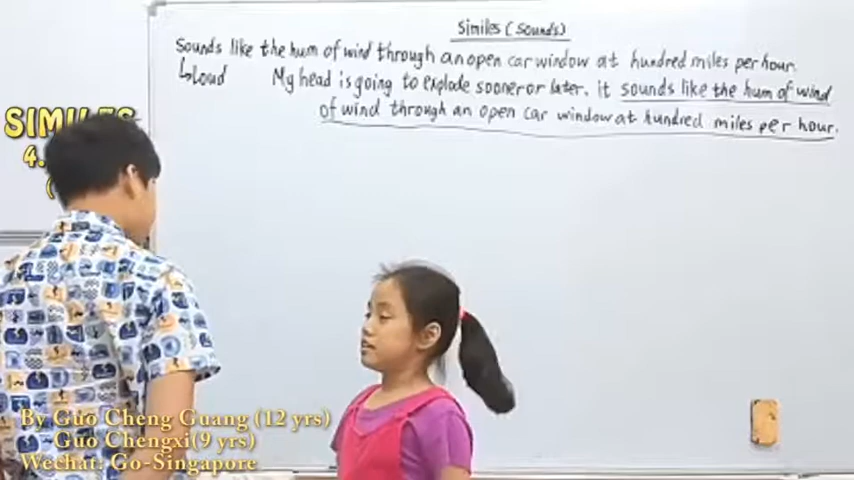 Similes (Sounds)
Sounds like the hum of wind through an open car window at hundred miles per hour.
↳Loud My head is going to explode sooner or later. it sounds like the hum of wind
of wind through an open car window at hundred miles per hour.
SIMILES
4.
(
By Guo Cheng Guang (12 yrs)
Guo Chengxi(9 yrs)
Wechat: Go-Singapore